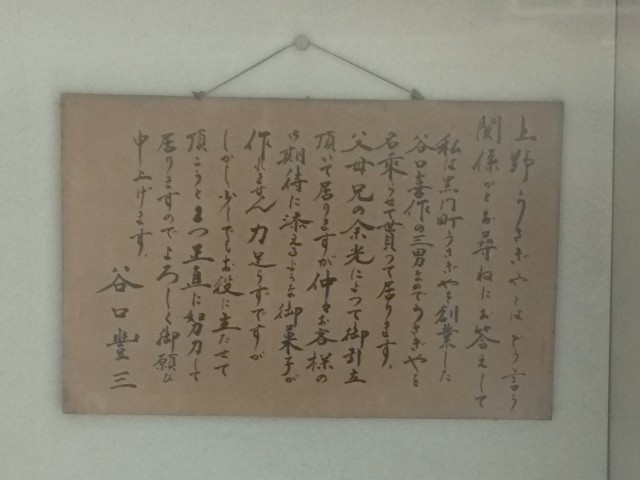 上野うさぎやとはどう言う
関係かとお尋ねにお答えして
私は黒門町うさぎやを創業した
谷口喜作の三男なのでうさぎやと
名乗らせて貰って居ります。
父母兄の余光によって御引立
頂いて居りますが仲々お客様の
御期待に添えるような御菓子が
作れません力足らずですが
しかし少しでもお役に立たせて
頂こうと まつ正直に努力して
居りますのでよろしく御願ひ
申上げます。
谷口豊三